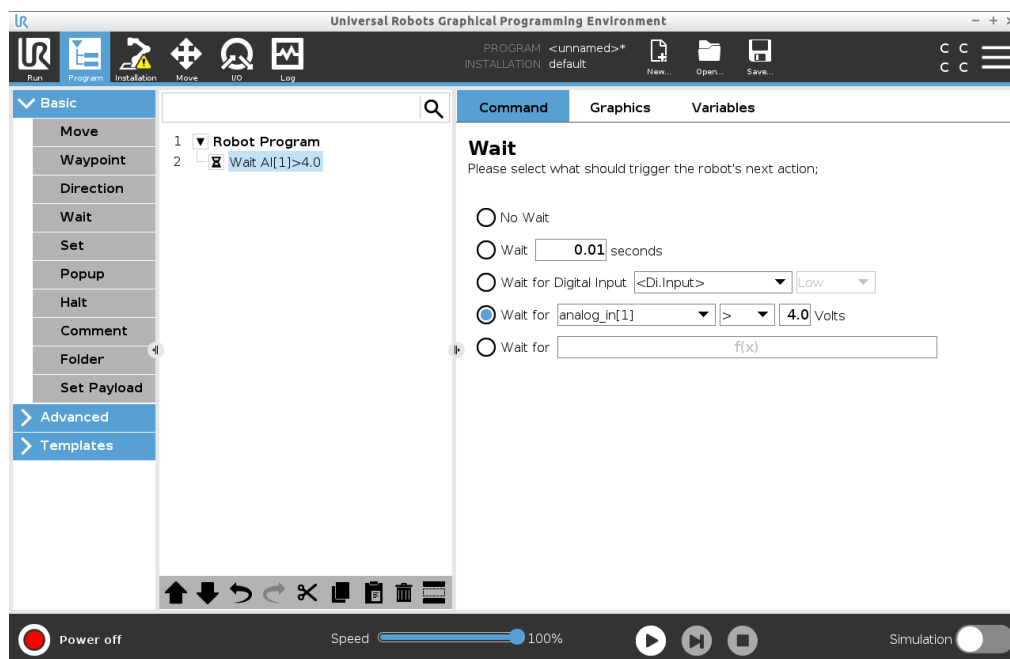 UR Universal Robots Graphical Programming Environment
UR
Run Program Installation Move I/O Log
PROGRAM <unnamed>*
INSTALLATION default
New... Open... Save...
C C
C C
Basic
Move
Waypoint
Direction
Wait
Set
Popup
Halt
Comment
Folder
Set Payload
Advanced
Templates
1 Robot Program
2 Wait AI[1]>4.0
Command Graphics Variables
Wait
Please select what should trigger the robot's next action;
No Wait
Wait 0.01 seconds
Wait for Digital Input <Di.Input> Low
Wait for analog_in[1] > 4.0 Volts
Wait for f(x)
Power off
Speed 100%
Simulation